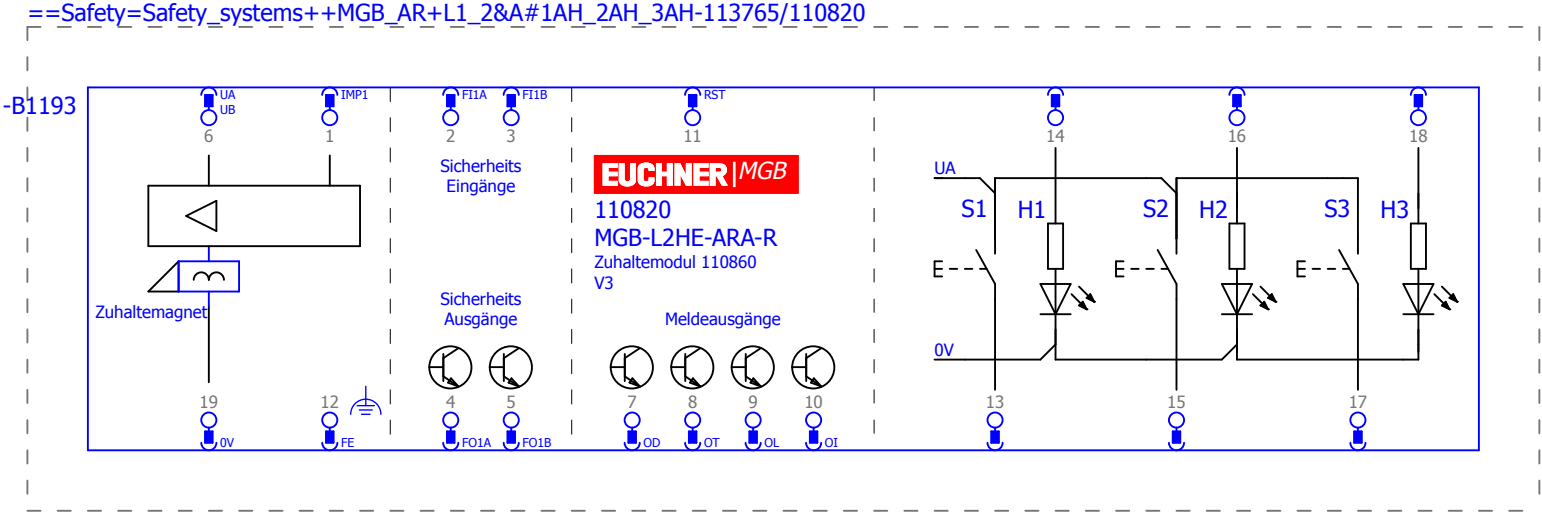 ==Safety=Safety_systems++MGB_AR+L1_2&A#1AH_2AH_3AH-113765/110820
-B1193
UA
UB
IMP1
FI1A
FI1B
RST
6
1
2
3
11
14
16
18
Sicherheits
Eingänge
EUCHNER|MGB
110820
MGB-L2HE-ARA-R
Zuhaltemodul 110860
V3
UA
S1
H1
S2
H2
S3
H3
E
E
E
Zuhaltemagnet
Sicherheits
Ausgänge
Meldeausgänge
0V
19
12
4
5
7
8
9
10
13
15
17
0V
FE
FO1A
FO1B
OD
OT
OL
OI